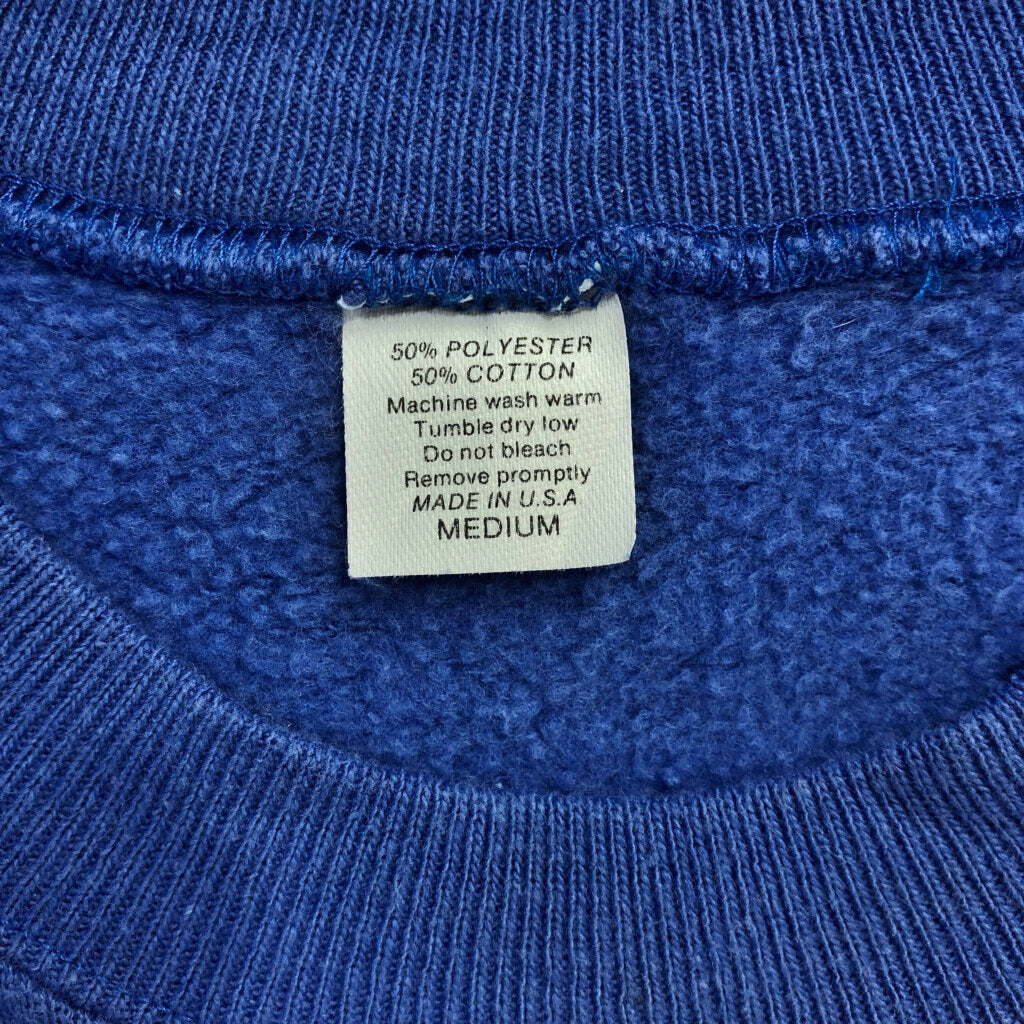 50% POLYESTER
50% COTTON
Machine wash warm
Tumble dry low
Do not bleach
Remove promptly
MADE IN U.S.A
MEDIUM